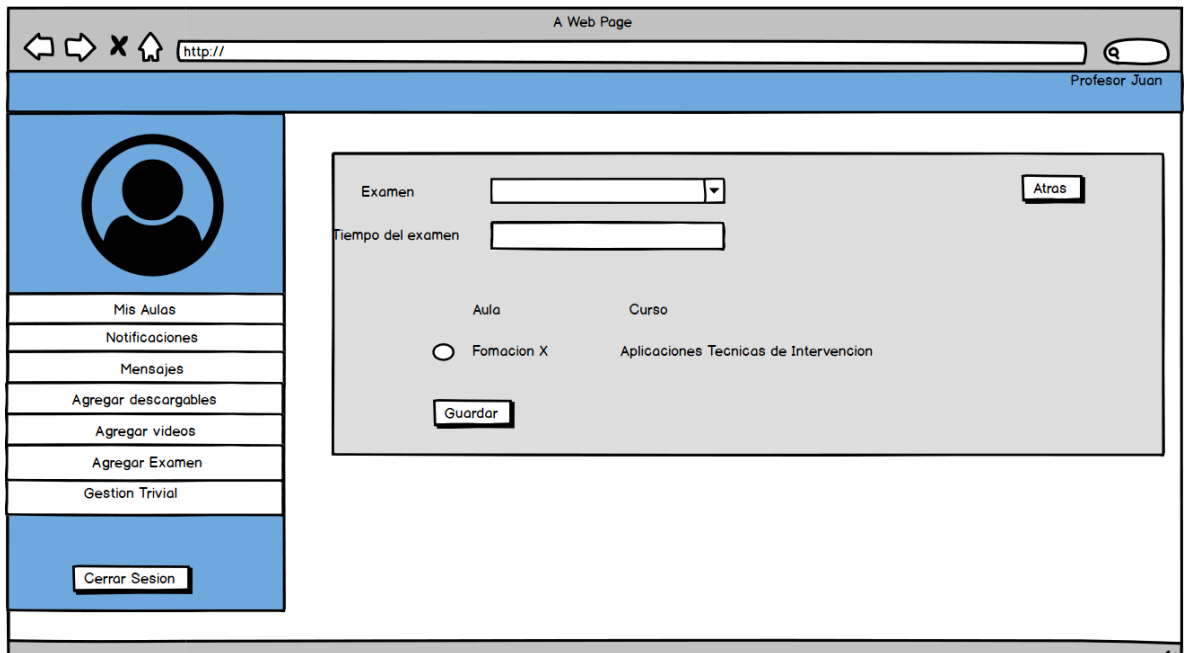 A Web Page
http://
Profesor Juan
Examen
Atras
Tiempo del examen
Mis Aulas
Aula Curso
Notificaciones
Fomacion X Aplicaciones Tecnicas de Intervencion
Mensajes
Agregar descargables
Guardar
Agregar videos
Agregar Examen
Gestion Trivial
Cerrar Sesion